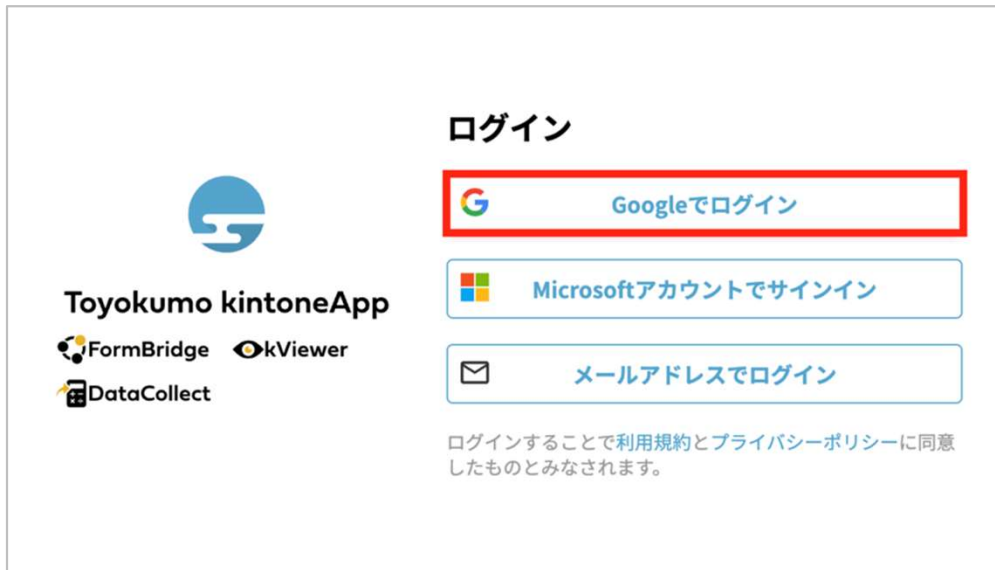 Toyokumo kintoneApp
FormBridge kViewer
DataCollect
ログイン
Googleでログイン
Microsoftアカウントでサインイン
メールアドレスでログイン
ログインすることで利用規約とプライバシーポリシーに同意
したものとみなされます。